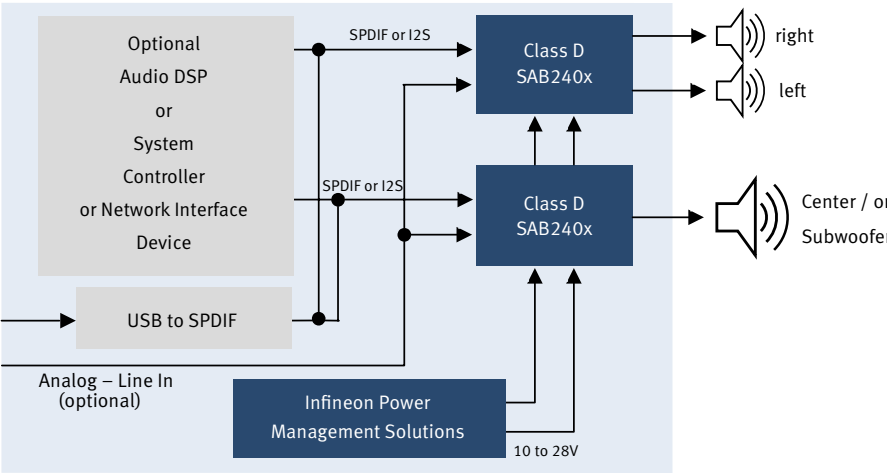 Optional
Audio DSP
or
System
Controller
or Network Interface
Device
SPDIF or I2S
Class D
SAB240x
right
left
SPDIF or I2S
Class D
SAB240x
Center / or
Subwoofer
USB to SPDIF
Analog – Line In
(optional)
Infineon Power
Management Solutions
10 to 28V